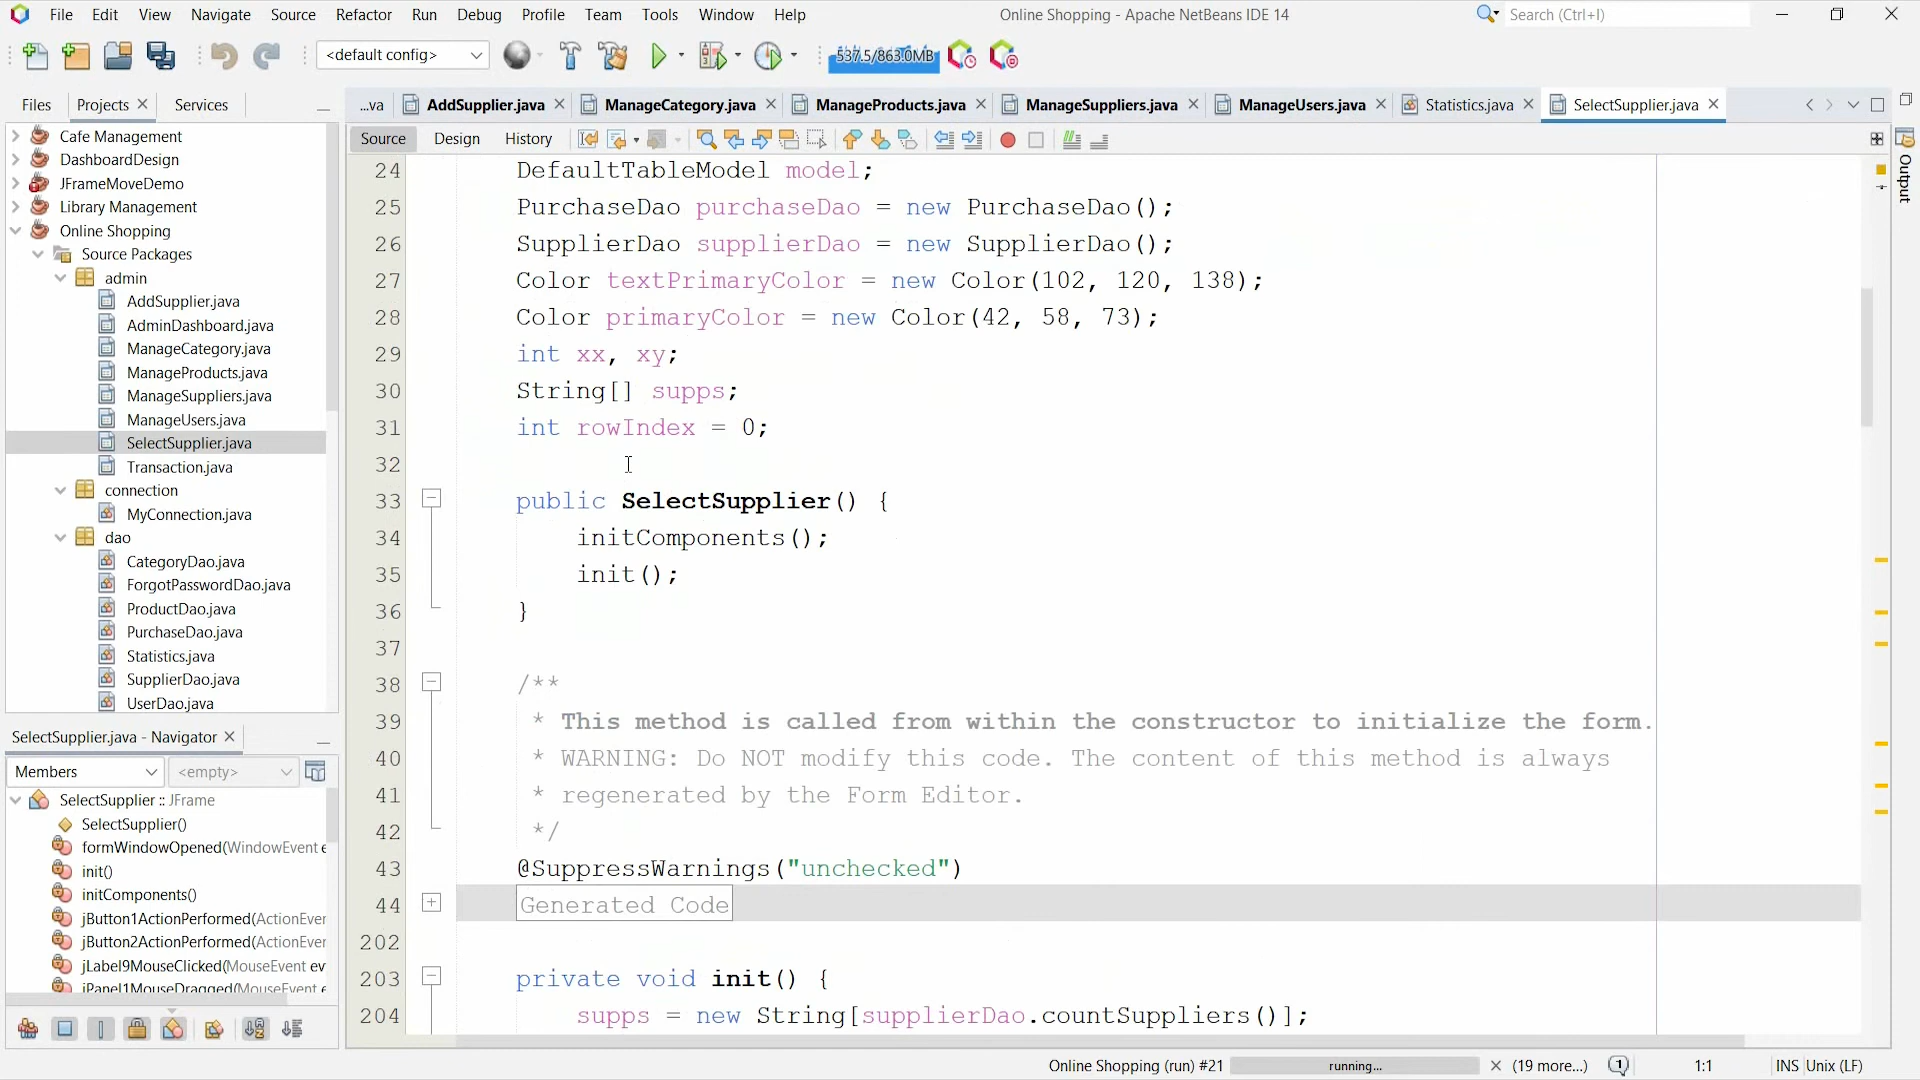 File Edit View Navigate Source Refactor Run Debug Profile Team Tools Window Help
Online Shopping - Apache NetBeans IDE 14
Search (Ctrl+I)
<default config>
537.5/863.0MB
Files Projects Services
...va AddSupplier.java ManageCategory.java ManageProducts.java ManageSuppliers.java ManageUsers.java Statistics.java SelectSupplier.java
Source Design History
Output
Cafe Management
DashboardDesign
JFrameMoveDemo
Library Management
Online Shopping
Source Packages
admin
AddSupplier.java
AdminDashboard.java
ManageCategory.java
ManageProducts.java
ManageSuppliers.java
ManageUsers.java
SelectSupplier.java
Transaction.java
connection
MyConnection.java
dao
CategoryDao.java
ForgotPasswordDao.java
ProductDao.java
PurchaseDao.java
Statistics.java
SupplierDao.java
UserDao.java
SelectSupplier.java - Navigator
Members <empty>
SelectSupplier :: JFrame
SelectSupplier()
formWindowOpened(WindowEvent e
init()
initComponents()
jButton1ActionPerformed(ActionEver
jButton2ActionPerformed(ActionEver
jLabel9MouseClicked(MouseEvent ev
jPanel1MouseDragged(MouseEvent e
24 DefaultTableModel model;
25 PurchaseDao purchaseDao = new PurchaseDao();
26 SupplierDao supplierDao = new SupplierDao();
27 Color textPrimaryColor = new Color(102, 120, 138);
28 Color primaryColor = new Color(42, 58, 73);
29 int xx, xy;
30 String[] supps;
31 int rowIndex = 0;
32
33 public SelectSupplier() {
34 initComponents();
35 init();
36 }
37
38 /**
39 * This method is called from within the constructor to initialize the form.
40 * WARNING: Do NOT modify this code. The content of this method is always
41 * regenerated by the Form Editor.
42 */
43 @SuppressWarnings("unchecked")
44 Generated Code
202
203 private void init() {
204 supps = new String[supplierDao.countSuppliers()];
Online Shopping (run) #21 running... (19 more...) 1:1 INS Unix (LF)